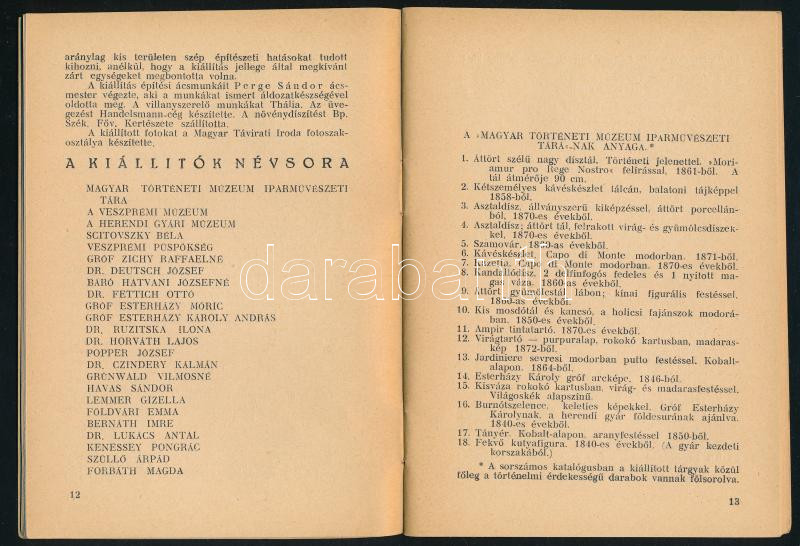 aránylag kis területen szép építészeti hatásokat tudott
kihozni, anélkül, hogy a kiállítás jellege által megkívánt
zárt egységeket megbontotta volna.
A kiállítás építési ácsmunkáit Perge Sándor ács-
mester végezte, aki a munkákat ismert áldozatkészségével
oldotta meg. A villanyszerelő munkákat Thália. Az üve-
gezést Handelsmann-cég készítette. A növénydíszítést Bp.
Szék. Főv. Kertészete szállította.
A kiállított fotokat a Magyar Távirati Iroda fotoszak-
osztálya készítette.
A KIÁLLITÓK NÉVSORA
MAGYAR TÖRTÉNETI MÚZEUM IPARMŰVÉSZETI
TÁRA
A VESZPRÉMI MÚZEUM
A HERENDI GYÁRI MÚZEUM
SCITOVSZKY BÉLA
VESZPRÉMI PÜSPÖKSÉG
GRÓF ZICHY RAFFAELNÉ
DR. DEUTSCH JÓZSEF
BÁRÓ HATVANI JÓZSEFNÉ
DR. FETTICH OTTÓ
GRÓF ESTERHÁZY MÓRIC
GRÓF ESTERHÁZY KÁROLY ANDRÁS
DR. RUZITSKA ILONA
DR. HORVÁTH LAJOS
POPPER JÓZSEF
DR. CZINDERY KÁLMÁN
GRÜNWALD VILMOSNÉ
HAVAS SÁNDOR
LEMMER GIZELLA
FÖLDVÁRI EMMA
BERNÁTH IMRE
DR. LUKÁCS ANTAL
KENESSEY PONGRÁC
SZÜLLŐ ÁRPÁD
FORBÁTH MAGDA
12
A »MAGYAR TÖRTÉNETI MÚZEUM IPARMŰVÉSZETI
TÁRA«-NAK ANYAGA.*
1. Áttört szélű nagy dísztál. Történeti jelenettel. »Mori-
amur pro Rege Nostro« felírással, 1861-ből. A
tál átmérője 90 cm.
2. Kétszemélyes kávéskészlet tálcán, balatoni tájképpel
1858-ból.
3. Asztaldísz, állványszerű kiképzéssel, áttört porcellán-
ból, 1870-es évekből.
4. Asztaldísz; áttört tál, felrakott virág- és gyümölcsdíszek-
kel, 1870-es évekből.
5. Szamovár, 1870-as évekből.
6. Kávéskészlet, Capo di Monte modorban. 1871-ből.
7. Kazetta. Capo di Monte modorban. 1870-es évekből.
8. Kandallódísz, 2 delfinfogós fedeles és 1 nyitott ma-
gas váza. 1860-as évekből.
9. Áttört gyümölcstál lábon; kínai figurális festéssel.
1860-as évekből.
10. Kis mosdótál és kancsó, a holicsi fajánszok modorá-
ban. 1850-es évekből.
11. Ampir tintatartó. 1870-es évekből.
12. Virágtartó — purpuralap, rokokó kartusban, madaras-
kép 1872-ből.
13. Jardiniere sevresi modorban putto festéssel. Kobalt-
alapon. 1864-ből.
14. Esterházy Károly gróf arcképe. 1846-ból.
15. Kisváza rokokó kartusban, virág- és madarasfestéssel.
Világoskék alapszínű.
16. Burnótszelence, keleties képekkel. Gróf Esterházy
Károlynak, a herendi gyár földesurának ajánlva.
1840-es évekből.
17. Tányér. Kobalt-alapon, aranyfestéssel 1850-ből.
18. Fekvő kutyafigura. 1840-es évekből. (A gyár kezdeti
korszakából.)
* A sorszámos katalógusban a kiállított tárgyak közül
főleg a történelmi érdekességű darabok vannak fölsorolva.
13
darabanth.com